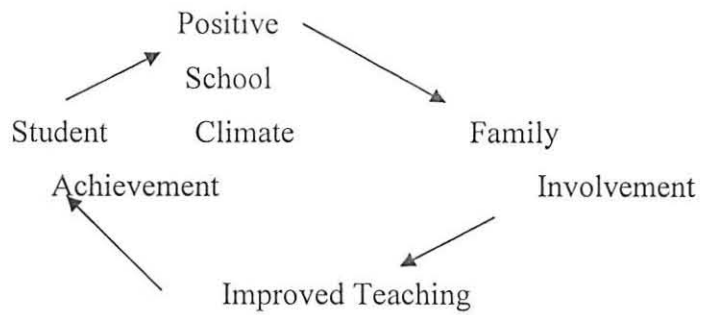 Positive
School
Student Climate Family
Achievement Involvement
Improved Teaching